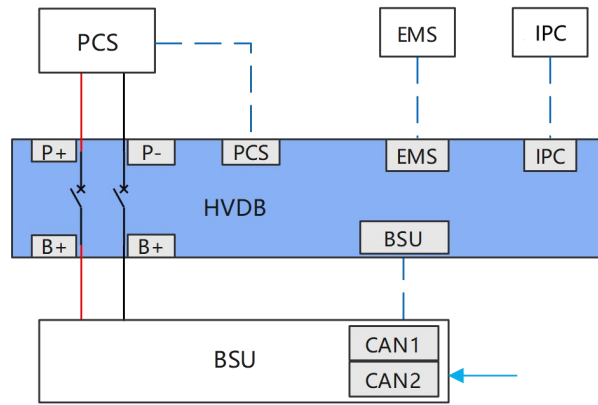 PCS
EMS
IPC
P+
P-
PCS
EMS
IPC
HVDB
B+
B+
BSU
BSU
CAN1
CAN2